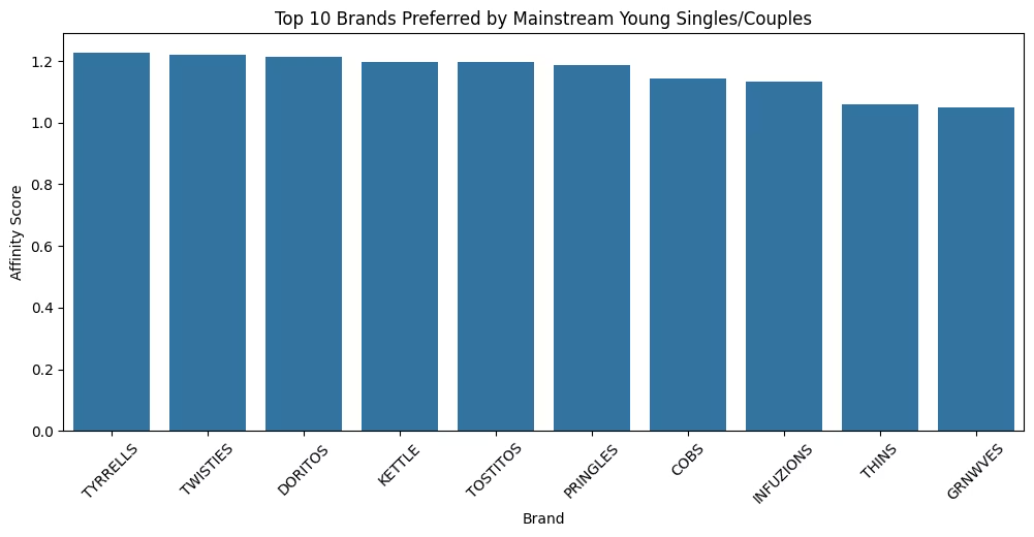 Top 10 Brands Preferred by Mainstream Young Singles/Couples
Affinity Score
1.2
1.0
0.8
0.6
0.4
0.2
0.0
TYRRELLS
TWISTIES
DORITOS
KETTLE
TOSTITOS
PRINGLES
COBS
INFUZIONS
THINS
GRNWVES
Brand